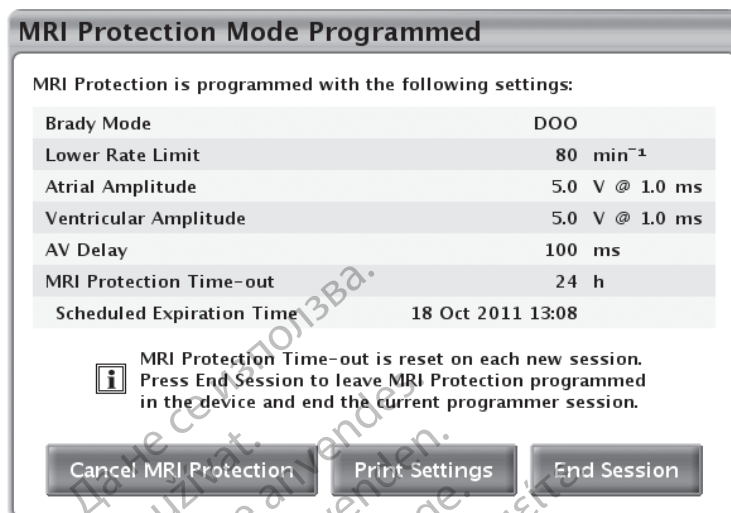 MRI Protection Mode Programmed
MRI Protection is programmed with the following settings:
Brady Mode DOO
Lower Rate Limit 80 min⁻¹
Atrial Amplitude 5.0 V @ 1.0 ms
Ventricular Amplitude 5.0 V @ 1.0 ms
AV Delay 100 ms
MRI Protection Time-out 24 h
Scheduled Expiration Time 18 Oct 2011 13:08
MRI Protection Time-out is reset on each new session.
Press End Session to leave MRI Protection programmed
in the device and end the current programmer session.
Cancel MRI Protection Print Settings End Session
Да не се използва.